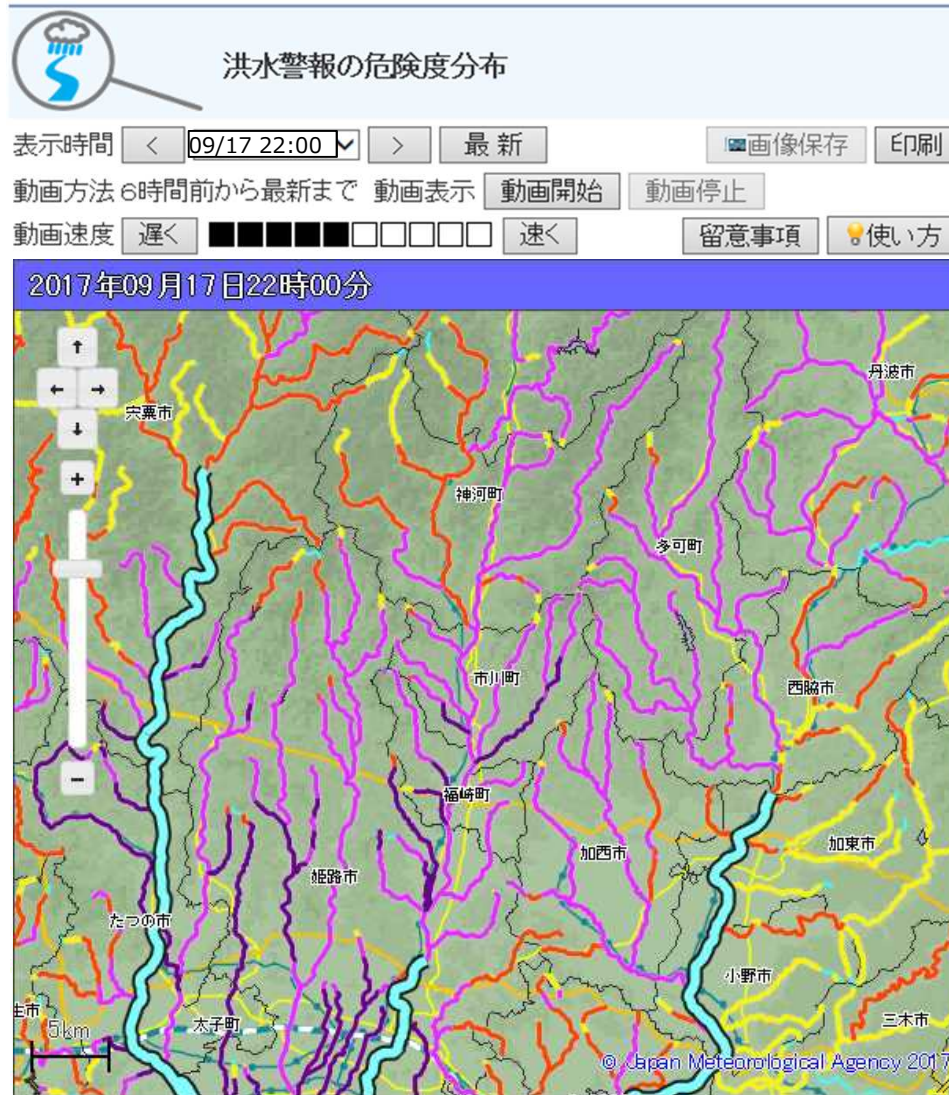 洪水警報の危険度分布
表示時間 < 09/17 22:00 > 最新 画像保存 印刷
動画方法 6時間前から最新まで 動画表示 動画開始 動画停止
動画速度 遅く 速く 留意事項 使い方
2017年09月17日22時00分
丹波市
宍粟市
神河町
多可町
市川町
西脇市
福崎町
加東市
加西市
姫路市
たつの市
小野市
生市
太子町
三木市
5km
© Japan Meteorological Agency 2017